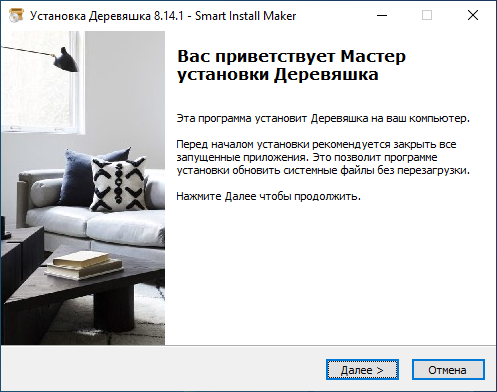 Установка Деревяшка 8.14.1 - Smart Install Maker
Вас приветствует Мастер
установки Деревяшка
Эта программа установит Деревяшка на ваш компьютер.
Перед началом установки рекомендуется закрыть все
запущенные приложения. Это позволит программе
установки обновить системные файлы без перезагрузки.
Нажмите Далее чтобы продолжить.
Далее >
Отмена